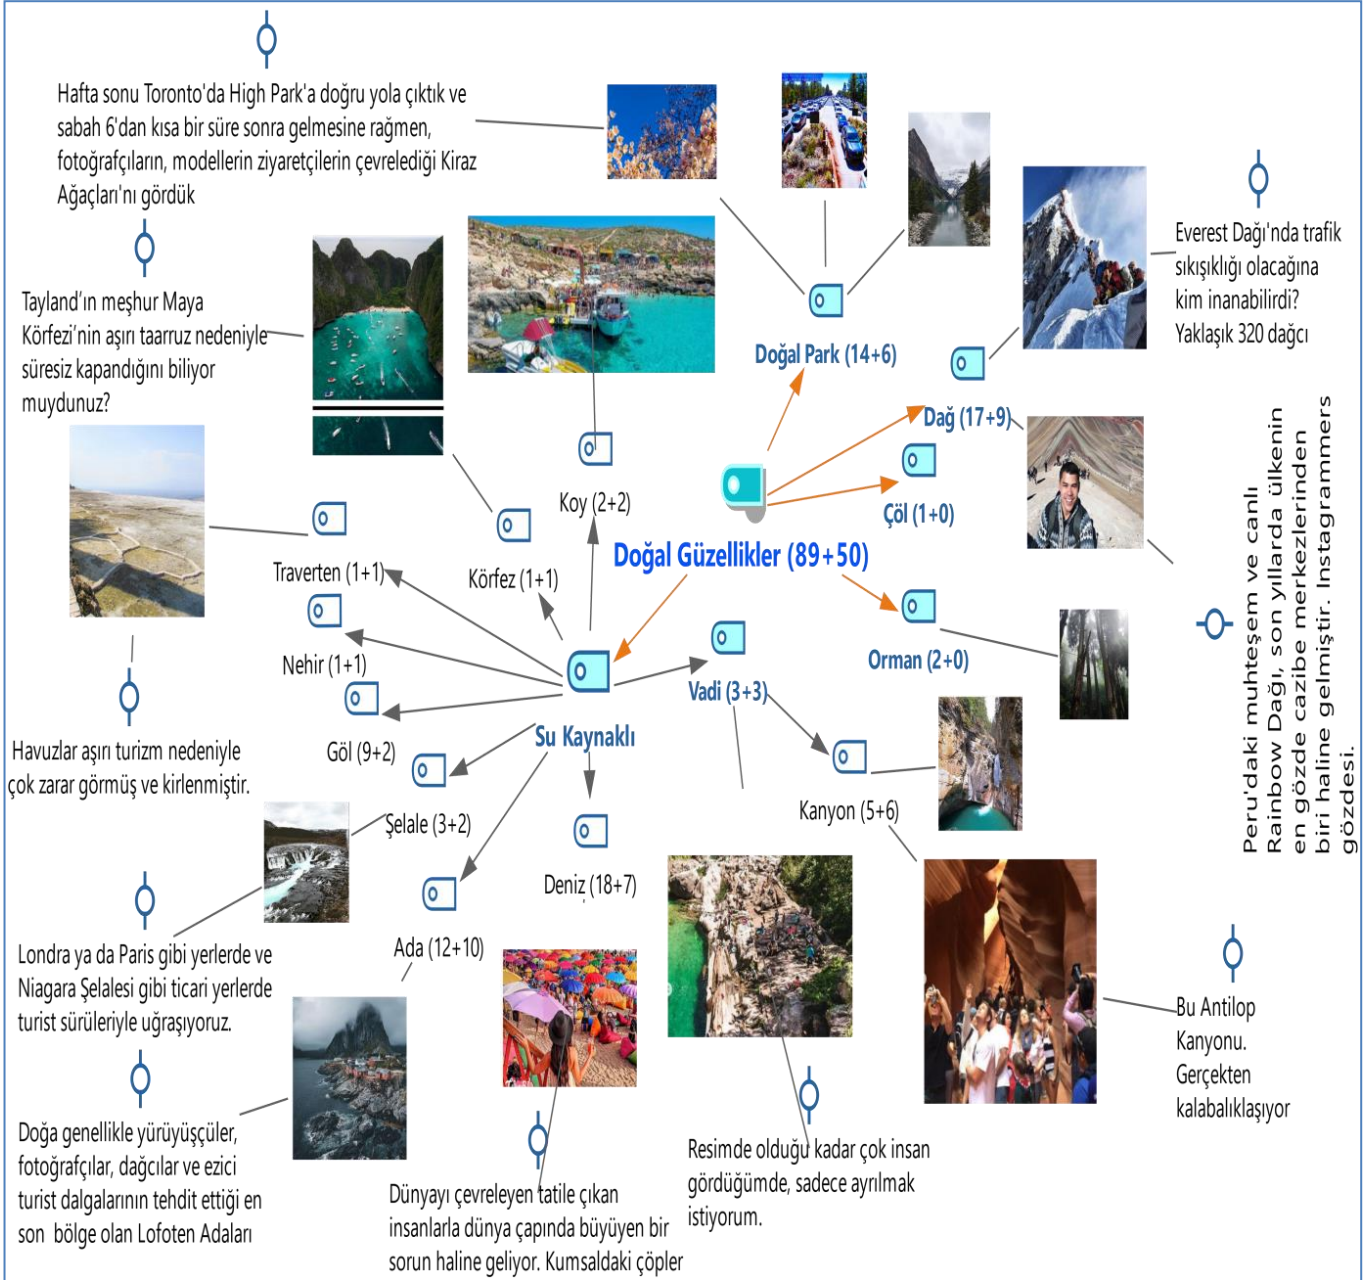 Hafta sonu Toronto'da High Park'a doğru yola çıktık ve
sabah 6'dan kısa bir süre sonra gelmesine rağmen,
fotoğrafçıların, modellerin ziyaretçilerin çevrelediği Kiraz
Ağaçları'nı gördük
Everest Dağı'nda trafik
sıkışıklığı olacağına
kim inanabilirdi?
Yaklaşık 320 dağcı
Tayland'ın meşhur Maya
Körfezi'nin aşırı taarruz nedeniyle
süresiz kapandığını biliyor
muydunuz?
Doğal Park (14+6)
Dağ (17+9)
Koy (2+2)
Çöl (1+0)
Doğal Güzellikler (89+50)
Traverten (1+1)
Körfez (1+1)
Nehir (1+1)
Orman (2+0)
Vadi (3+3)
Su Kaynaklı
Göl (9+2)
Şelale (3+2)
Kanyon (5+6)
Deniz (18+7)
Ada (12+10)
Peru'daki muhteşem ve canlı
Rainbow Dağı, son yıllarda ülkenin
en gözde cazibe merkezlerinden
biri haline gelmiştir. Instagrammers
gözdesi.
Havuzlar aşırı turizm nedeniyle
çok zarar görmüş ve kirlenmiştir.
Londra ya da Paris gibi yerlerde ve
Niagara Şelalesi gibi ticari yerlerde
turist sürüleriyle uğraşıyoruz.
Bu Antilop
Kanyonu.
Gerçekten
kalabalıklaşıyor
Doğa genellikle yürüyüşçüler,
fotoğrafçılar, dağcılar ve ezici
turist dalgalarının tehdit ettiği en
son bölge olan Lofoten Adaları
Resimde olduğu kadar çok insan
gördüğümde, sadece ayrılmak
istiyorum.
Dünyayı çevreleyen tatile çıkan
insanlarla dünya çapında büyüyen bir
sorun haline geliyor. Kumsaldaki çöpler